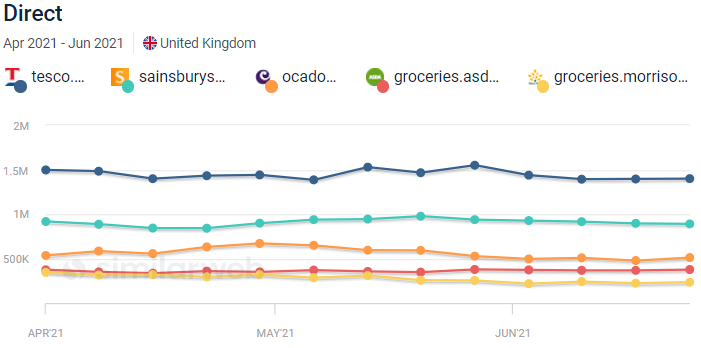 Direct
Apr 2021 - Jun 2021 United Kingdom
tesco.... sainsburys... ocado... groceries.asd... groceries.morriso...
2M
1.5M
1M
500K
similarweb
APR'21 MAY'21 JUN'21